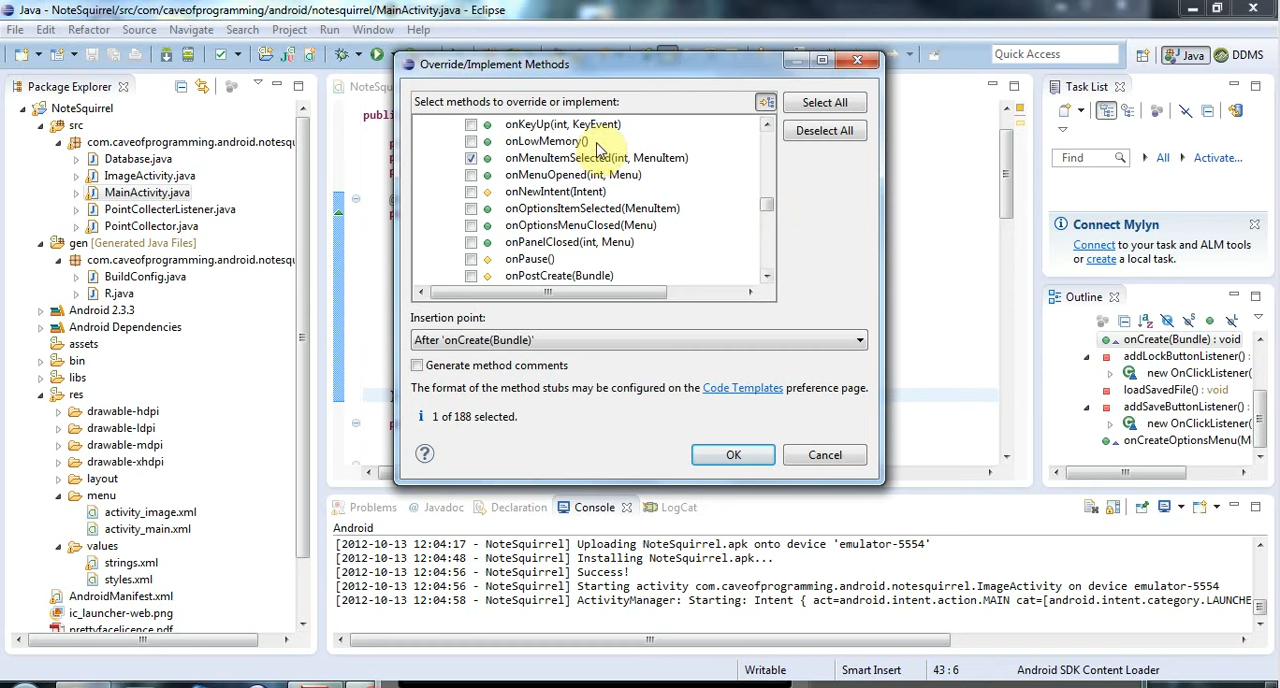 Java - NoteSquirrel/src/com/caveofprogramming/android/notesquirrel/MainActivity.java - Eclipse
File Edit Refactor Source Navigate Search Project Run Window Help
Quick Access
Java
DDMS
Package Explorer
NoteSquirrel
src
com.caveofprogramming.android.notesqu
Database.java
ImageActivity.java
MainActivity.java
PointCollecterListener.java
PointCollector.java
gen [Generated Java Files]
com.caveofprogramming.android.notesqu
BuildConfig.java
R.java
Android 2.3.3
Android Dependencies
assets
bin
libs
res
drawable-hdpi
drawable-ldpi
drawable-mdpi
drawable-xhdpi
layout
menu
activity_image.xml
activity_main.xml
values
strings.xml
styles.xml
AndroidManifest.xml
ic_launcher-web.png
prettyfacelicence.pdf
NoteSqu
publi
Override/Implement Methods
Select methods to override or implement:
onKeyUp(int, KeyEvent)
onLowMemory()
onMenuItemSelected(int, MenuItem)
onMenuOpened(int, Menu)
onNewIntent(Intent)
onOptionsItemSelected(MenuItem)
onOptionsMenuClosed(Menu)
onPanelClosed(int, Menu)
onPause()
onPostCreate(Bundle)
Select All
Deselect All
Insertion point:
After 'onCreate(Bundle)'
Generate method comments
The format of the method stubs may be configured on the Code Templates preference page.
1 of 188 selected.
OK
Cancel
Task List
Find
All
Activate...
Connect Mylyn
Connect to your task and ALM tools
or create a local task.
Outline
onCreate(Bundle) : void
addLockButtonListener()
new OnClickListener(
loadSavedFile() : void
addSaveButtonListener()
new OnClickListener(
onCreateOptionsMenu(M
Problems
Javadoc
Declaration
Console
LogCat
Android
[2012-10-13 12:04:17 - NoteSquirrel] Uploading NoteSquirrel.apk onto device 'emulator-5554'
[2012-10-13 12:04:48 - NoteSquirrel] Installing NoteSquirrel.apk...
[2012-10-13 12:04:56 - NoteSquirrel] Success!
[2012-10-13 12:04:56 - NoteSquirrel] Starting activity com.caveofprogramming.android.notesquirrel.ImageActivity on device emulator-5554
[2012-10-13 12:04:58 - NoteSquirrel] ActivityManager: Starting: Intent { act=android.intent.action.MAIN cat=[android.intent.category.LAUNCHE
Writable
Smart Insert
43 : 6
Android SDK Content Loader